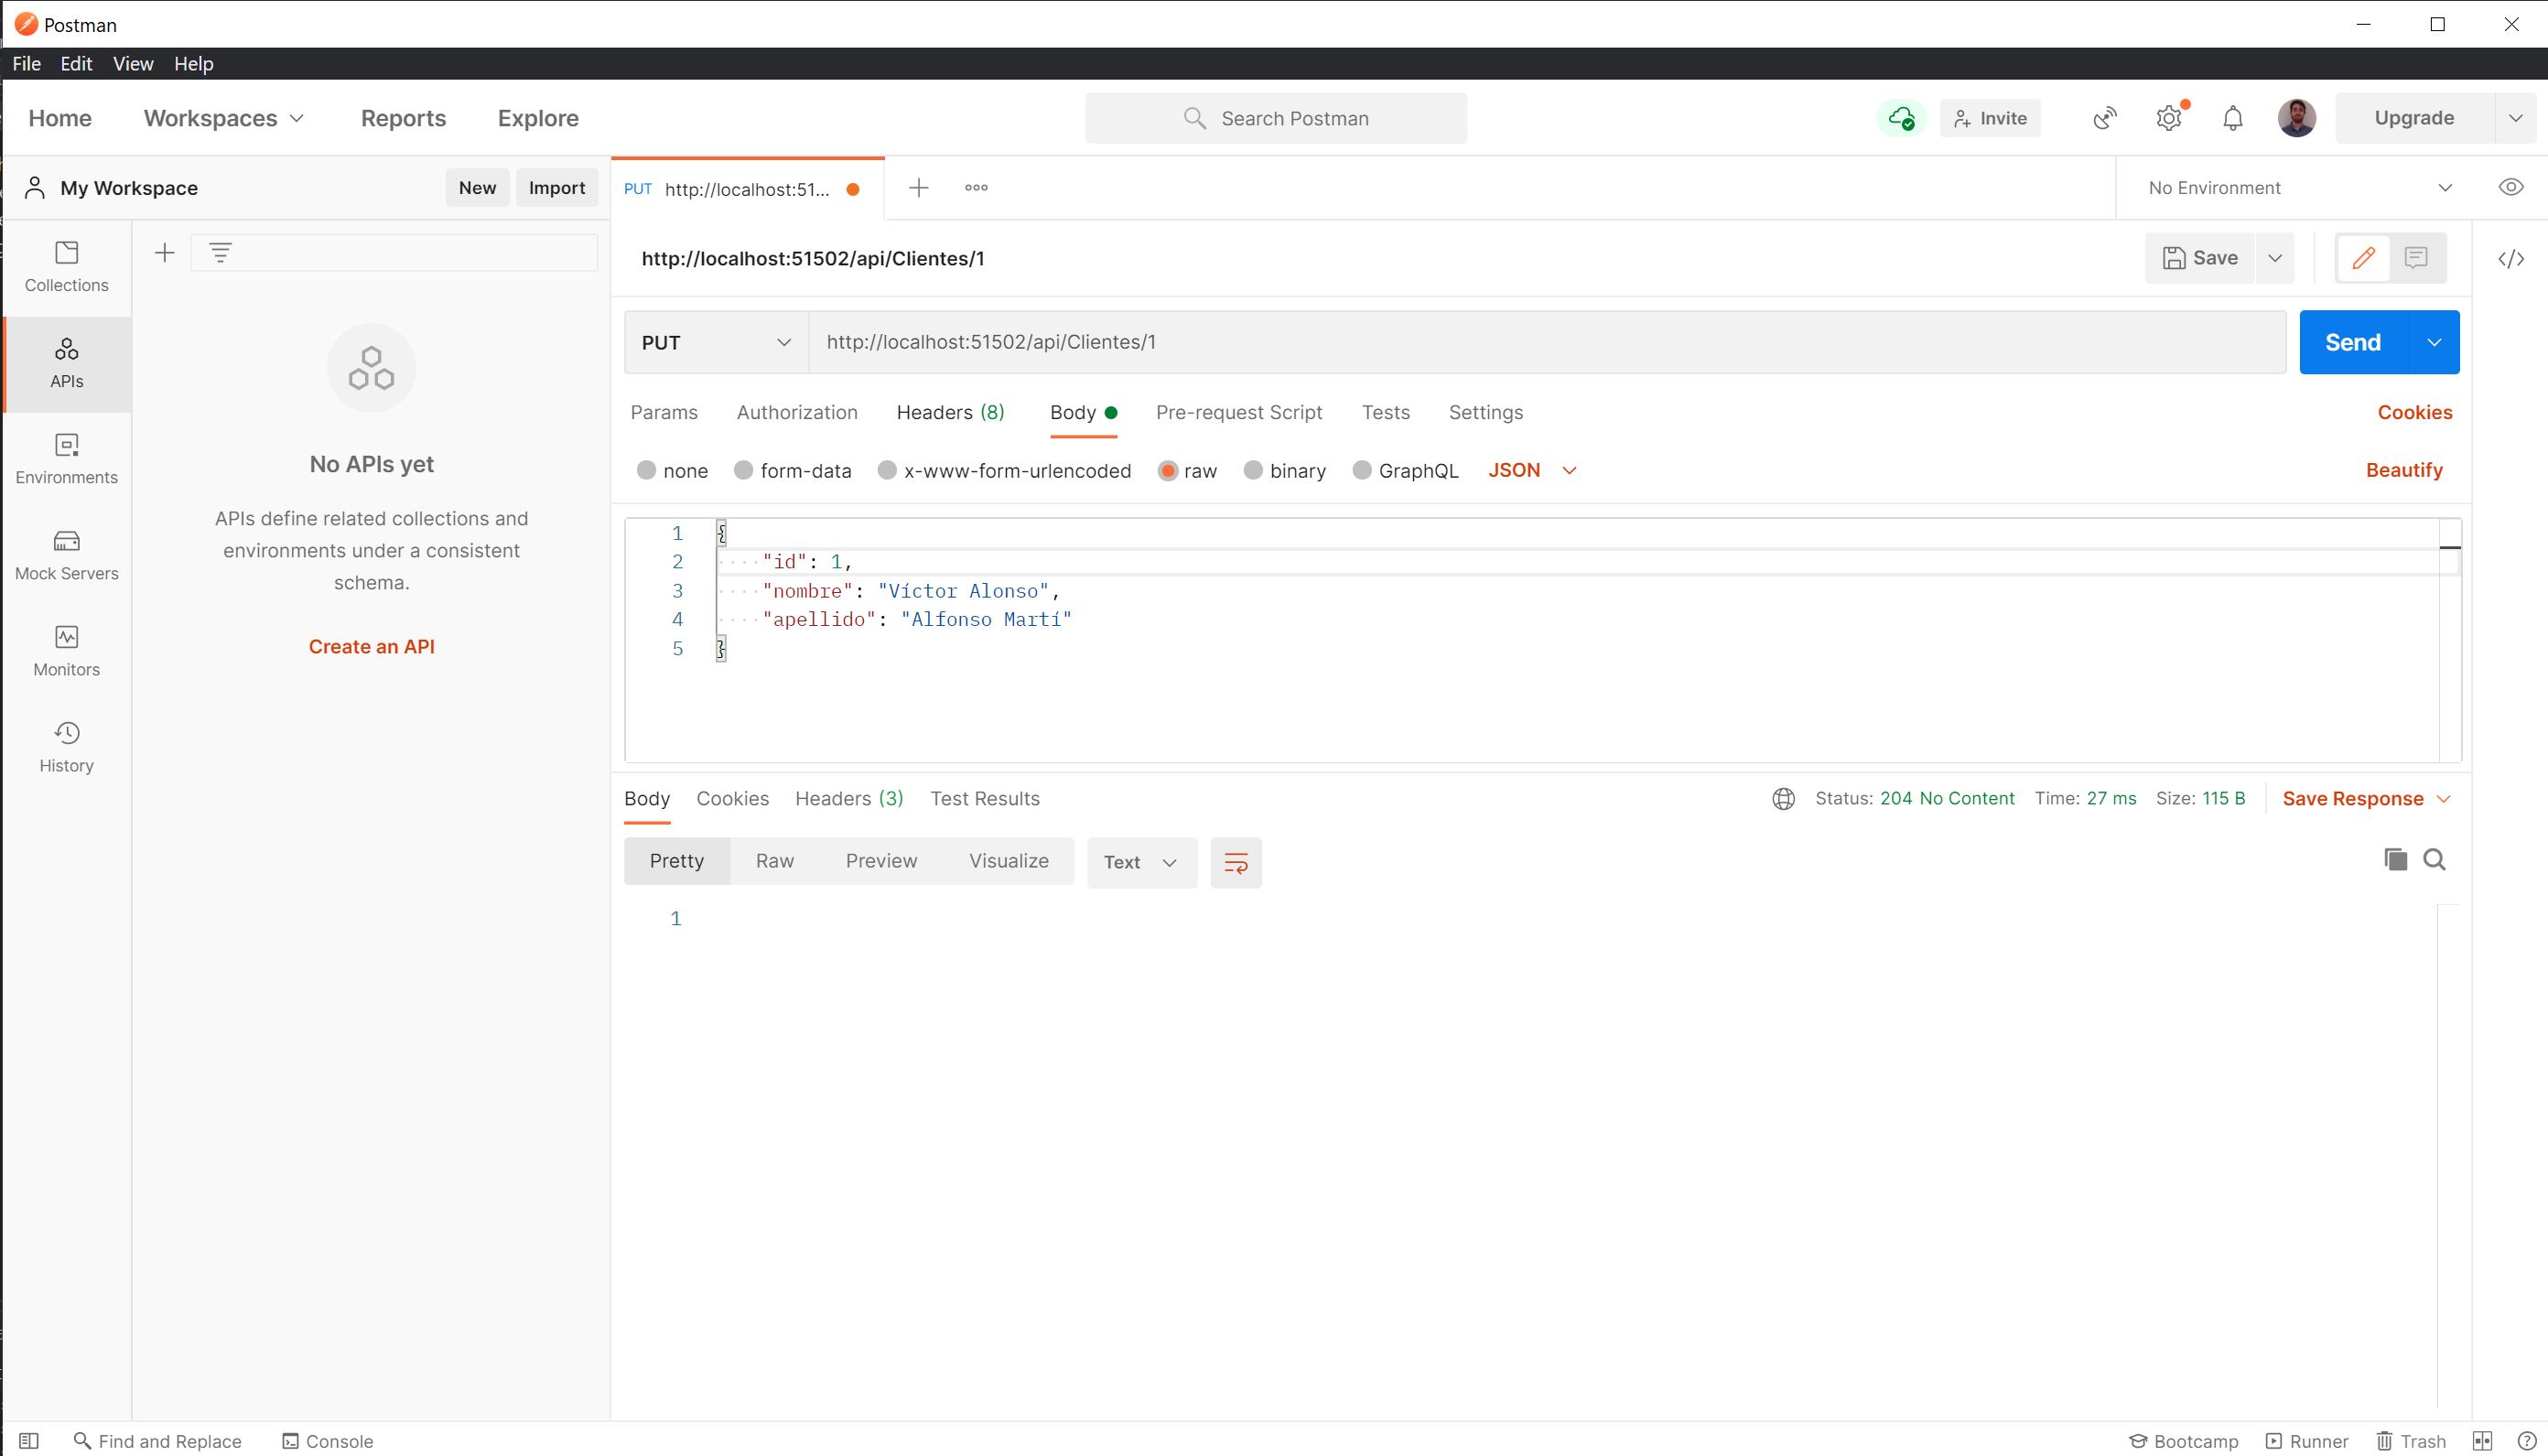 Postman
File Edit View Help
Home Workspaces Reports Explore Search Postman Invite Upgrade
My Workspace New Import PUT http://localhost:51... No Environment
Collections
APIs
Environments
Mock Servers
Monitors
History
No APIs yet
APIs define related collections and
environments under a consistent
schema.
Create an API
http://localhost:51502/api/Clientes/1 Save
PUT http://localhost:51502/api/Clientes/1 Send
Params Authorization Headers (8) Body Pre-request Script Tests Settings Cookies
none form-data x-www-form-urlencoded raw binary GraphQL JSON Beautify
1 {
2 "id": 1,
3 "nombre": "Víctor Alonso",
4 "apellido": "Alfonso Martí"
5 }
Body Cookies Headers (3) Test Results Status: 204 No Content Time: 27 ms Size: 115 B Save Response
Pretty Raw Preview Visualize Text
1
Find and Replace Console Bootcamp Runner Trash